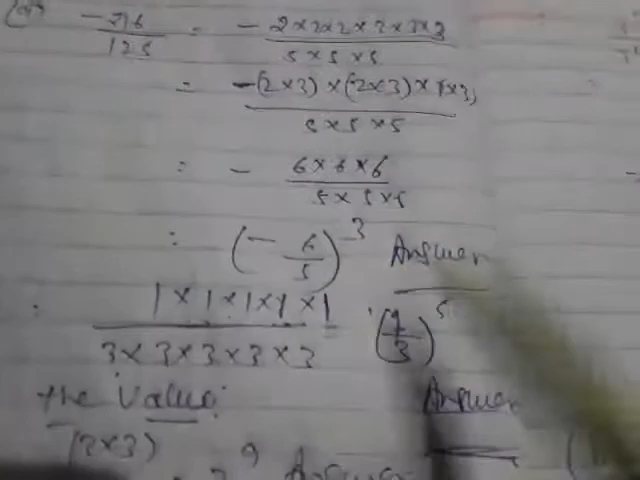 -216/125 = - 2×2×2×3×3×3 / 5×5×5
= -(2×3)×(2×3)×(2×3) / 5×5×5
= - 6×6×6 / 5×5×5
= (- 6/5)^3 Answer
1×1×1×1×1 / 3×3×3×3×3 (1/3)^5
the value Answer
(2×3)
Answer